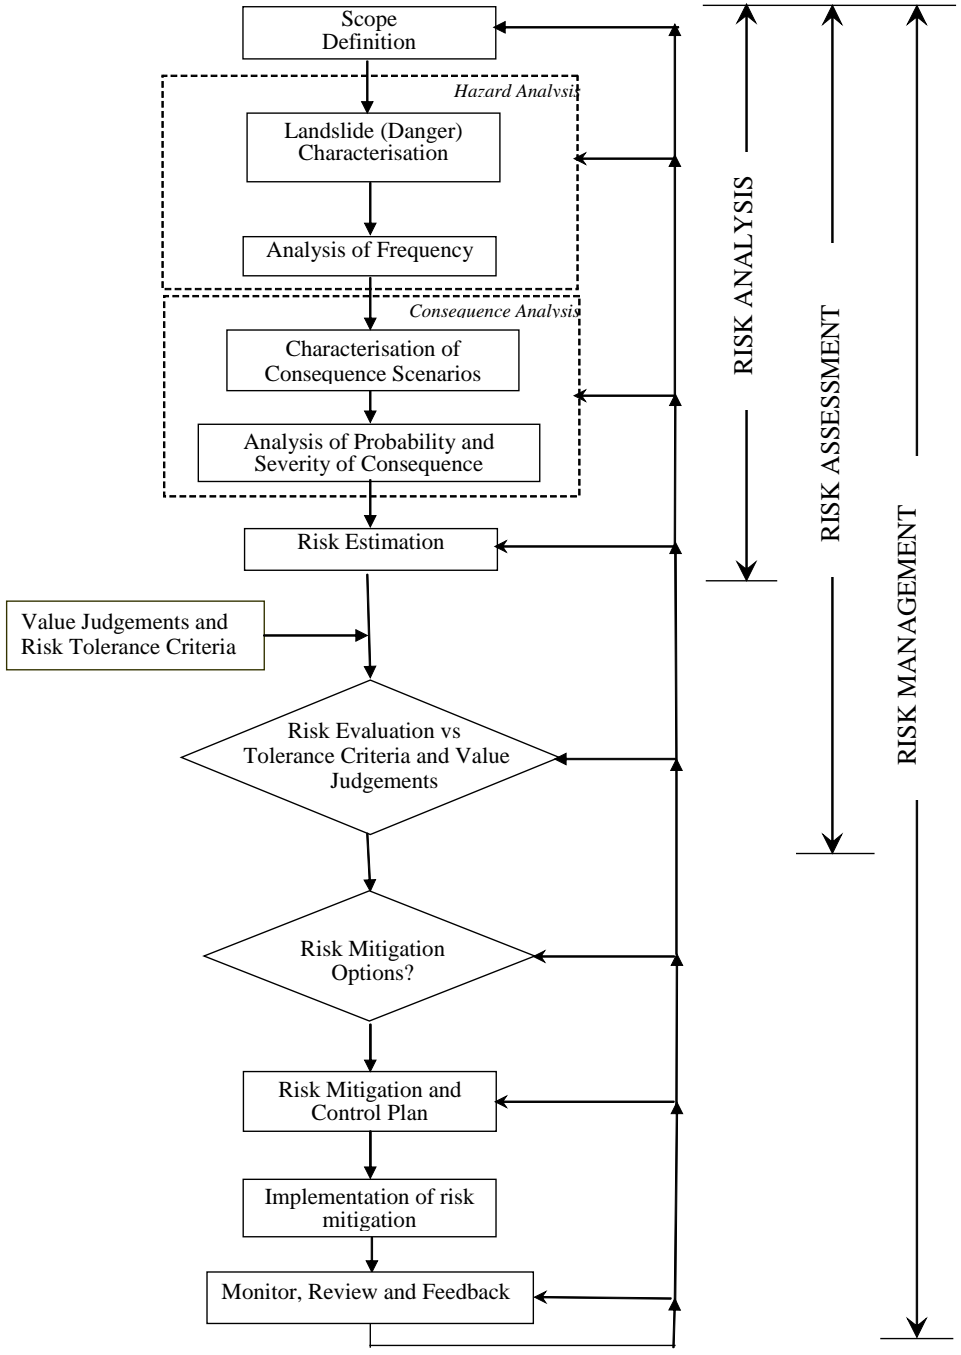 Scope
Definition
Hazard Analysis
Landslide (Danger)
Characterisation
Analysis of Frequency
Consequence Analysis
Characterisation of
Consequence Scenarios
Analysis of Probability and
Severity of Consequence
Risk Estimation
Value Judgements and
Risk Tolerance Criteria
Risk Evaluation vs
Tolerance Criteria and Value
Judgements
Risk Mitigation
Options?
Risk Mitigation and
Control Plan
Implementation of risk
mitigation
Monitor, Review and Feedback
RISK ANALYSIS
RISK ASSESSMENT
RISK MANAGEMENT